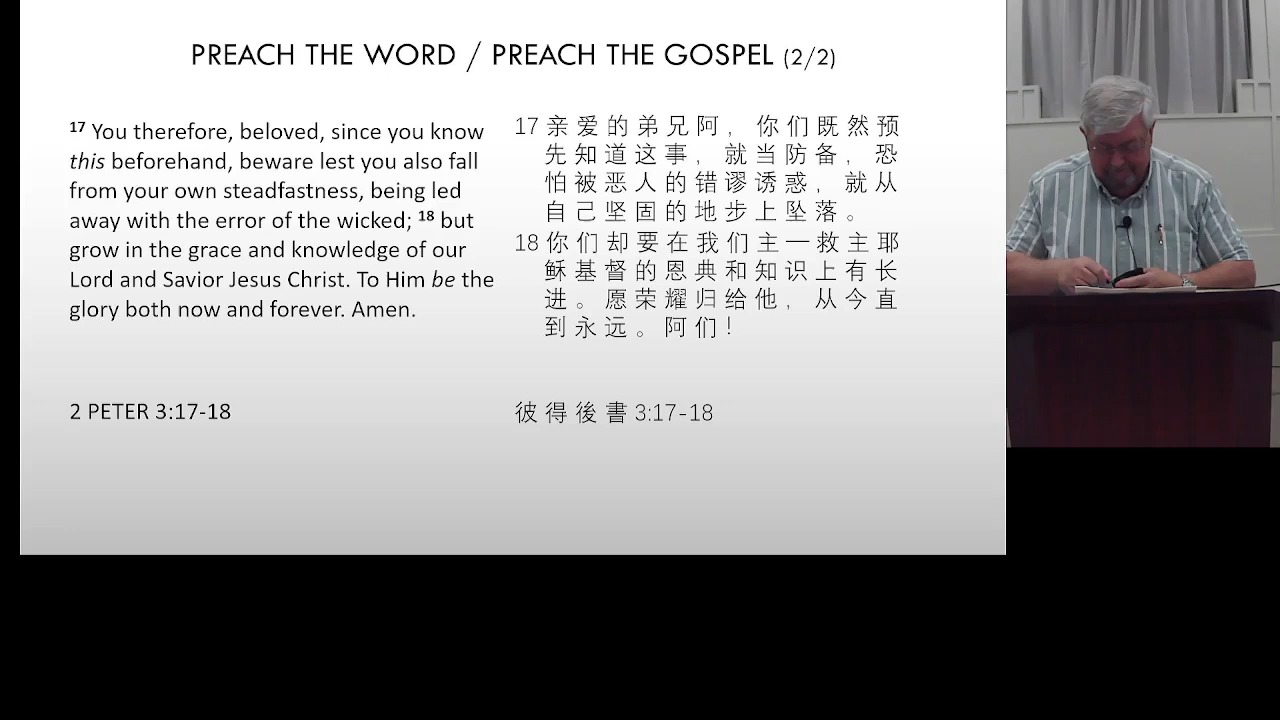 PREACH THE WORD / PREACH THE GOSPEL (2/2)
17 You therefore, beloved, since you know
this beforehand, beware lest you also fall
from your own steadfastness, being led
away with the error of the wicked; 18 but
grow in the grace and knowledge of our
Lord and Savior Jesus Christ. To Him be the
glory both now and forever. Amen.
2 PETER 3:17-18
17 亲爱的弟兄阿，你们既然预
先知道这事，就当防备，恐
怕被恶人的错谬诱惑，就从
自己坚固的地步上坠落。
18 你们却要在我们主—救主耶
稣基督的恩典和知识上有长
进。愿荣耀归给他，从今直
到永远。阿们！
彼得後書 3:17-18